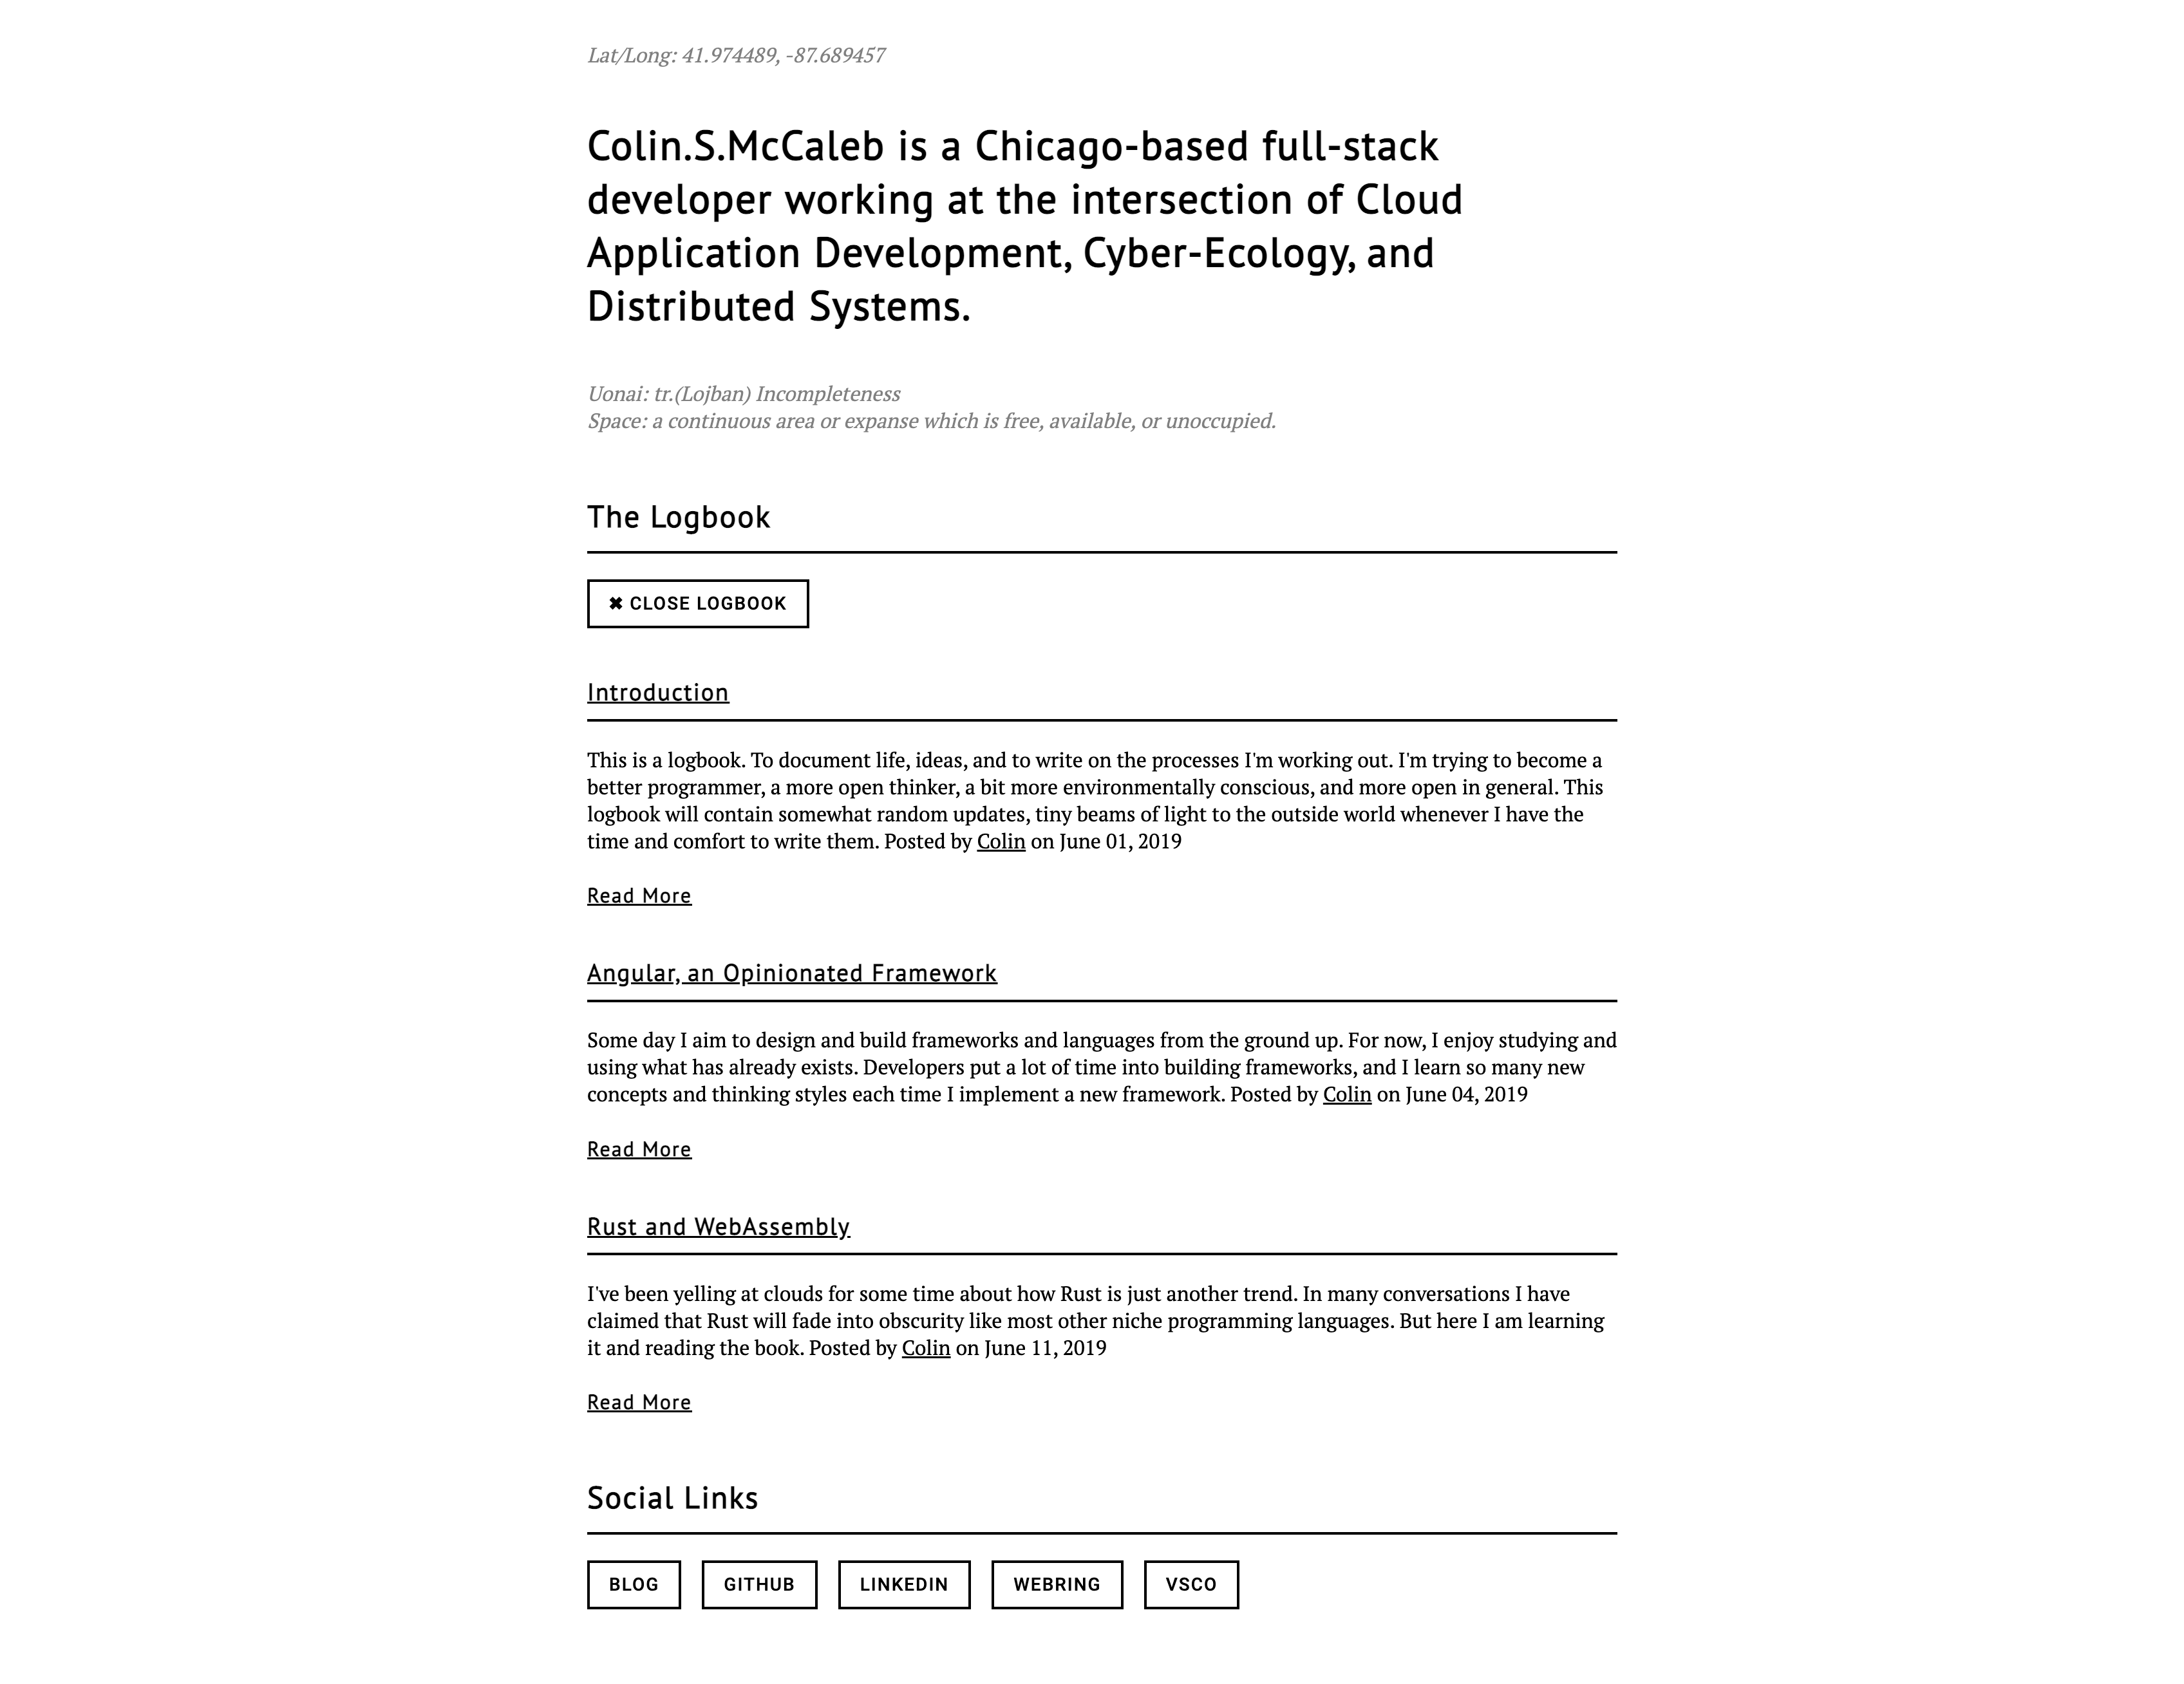 Lat/Long: 41.974489, -87.689457
Colin.S.McCaleb is a Chicago-based full-stack
developer working at the intersection of Cloud
Application Development, Cyber-Ecology, and
Distributed Systems.
Uonai: tr.(Lojban) Incompleteness
Space: a continuous area or expanse which is free, available, or unoccupied.
The Logbook
✖ CLOSE LOGBOOK
Introduction
This is a logbook. To document life, ideas, and to write on the processes I'm working out. I'm trying to become a
better programmer, a more open thinker, a bit more environmentally conscious, and more open in general. This
logbook will contain somewhat random updates, tiny beams of light to the outside world whenever I have the
time and comfort to write them. Posted by Colin on June 01, 2019
Read More
Angular, an Opinionated Framework
Some day I aim to design and build frameworks and languages from the ground up. For now, I enjoy studying and
using what has already exists. Developers put a lot of time into building frameworks, and I learn so many new
concepts and thinking styles each time I implement a new framework. Posted by Colin on June 04, 2019
Read More
Rust and WebAssembly
I've been yelling at clouds for some time about how Rust is just another trend. In many conversations I have
claimed that Rust will fade into obscurity like most other niche programming languages. But here I am learning
it and reading the book. Posted by Colin on June 11, 2019
Read More
Social Links
BLOG GITHUB LINKEDIN WEBRING VSCO